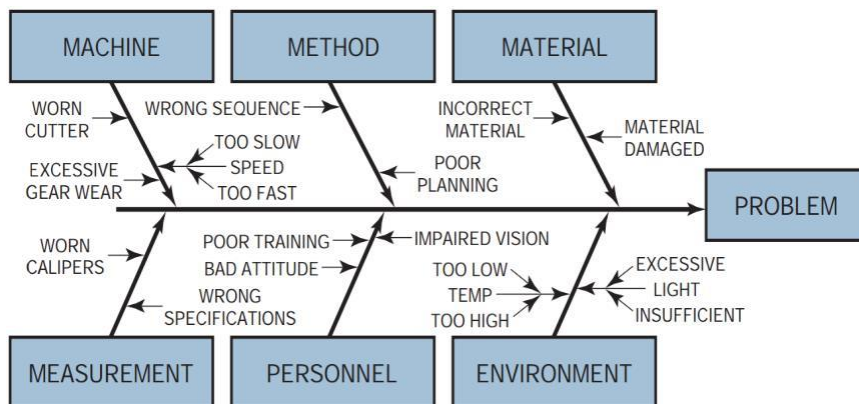 MACHINE
METHOD
MATERIAL
WORN
CUTTER
WRONG SEQUENCE
INCORRECT
MATERIAL
MATERIAL
DAMAGED
TOO SLOW
SPEED
TOO FAST
EXCESSIVE
GEAR WEAR
POOR
PLANNING
PROBLEM
WORN
CALIPERS
POOR TRAINING
IMPAIRED VISION
BAD ATTITUDE
WRONG
SPECIFICATIONS
TOO LOW
TEMP
TOO HIGH
EXCESSIVE
LIGHT
INSUFFICIENT
MEASUREMENT
PERSONNEL
ENVIRONMENT